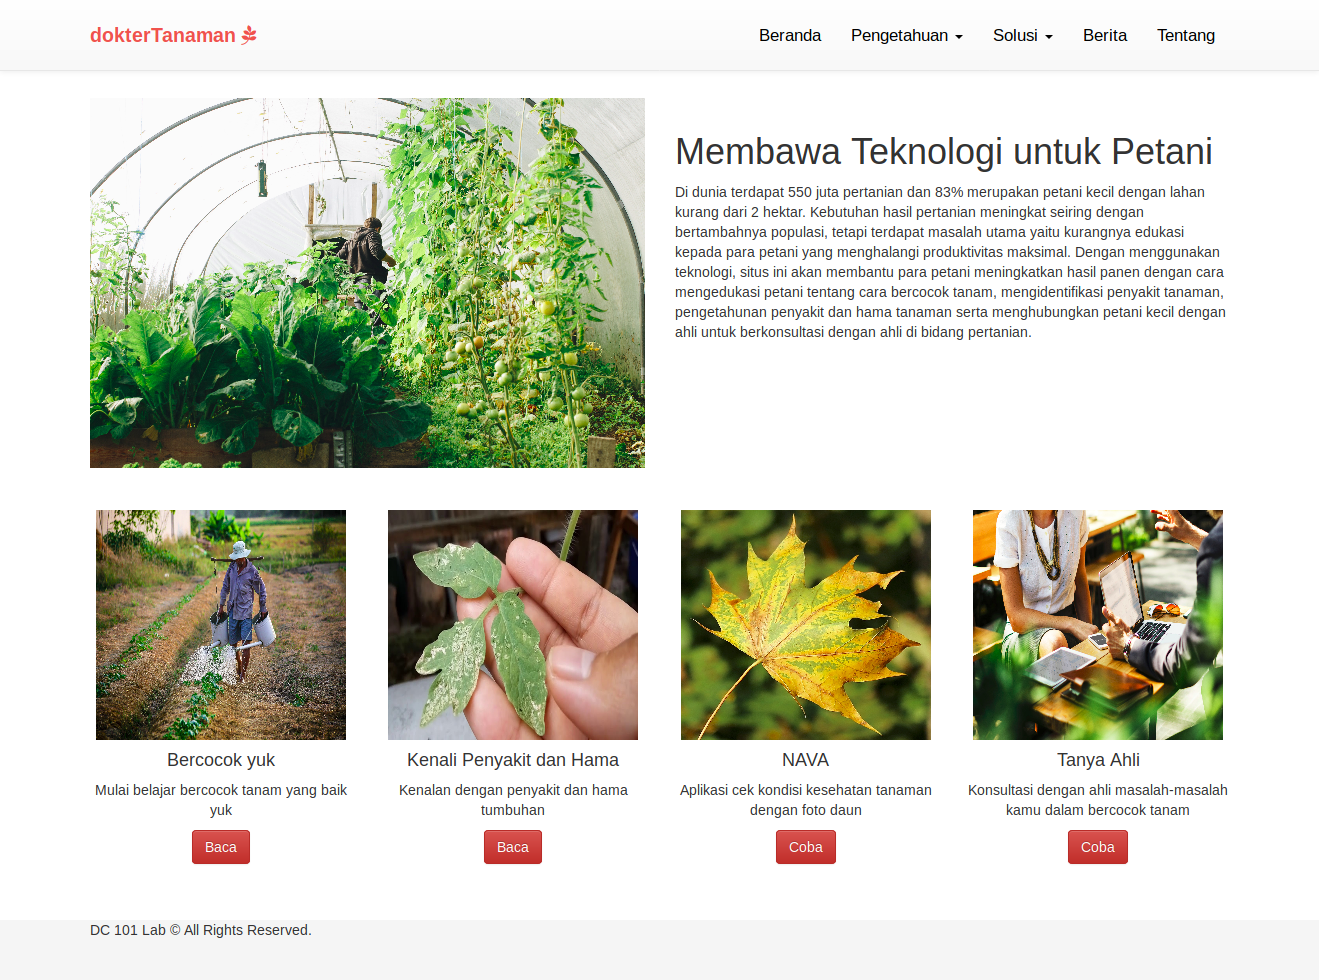 dokterTanaman
Beranda
Pengetahuan
Solusi
Berita
Tentang
Membawa Teknologi untuk Petani
Di dunia terdapat 550 juta pertanian dan 83% merupakan petani kecil dengan lahan
kurang dari 2 hektar. Kebutuhan hasil pertanian meningkat seiring dengan
bertambahnya populasi, tetapi terdapat masalah utama yaitu kurangnya edukasi
kepada para petani yang menghalangi produktivitas maksimal. Dengan menggunakan
teknologi, situs ini akan membantu para petani meningkatkan hasil panen dengan cara
mengedukasi petani tentang cara bercocok tanam, mengidentifikasi penyakit tanaman,
pengetahunan penyakit dan hama tanaman serta menghubungkan petani kecil dengan
ahli untuk berkonsultasi dengan ahli di bidang pertanian.
Bercocok yuk
Mulai belajar bercocok tanam yang baik
yuk
Baca
Kenali Penyakit dan Hama
Kenalan dengan penyakit dan hama
tumbuhan
Baca
NAVA
Aplikasi cek kondisi kesehatan tanaman
dengan foto daun
Coba
Tanya Ahli
Konsultasi dengan ahli masalah-masalah
kamu dalam bercocok tanam
Coba
DC 101 Lab © All Rights Reserved.